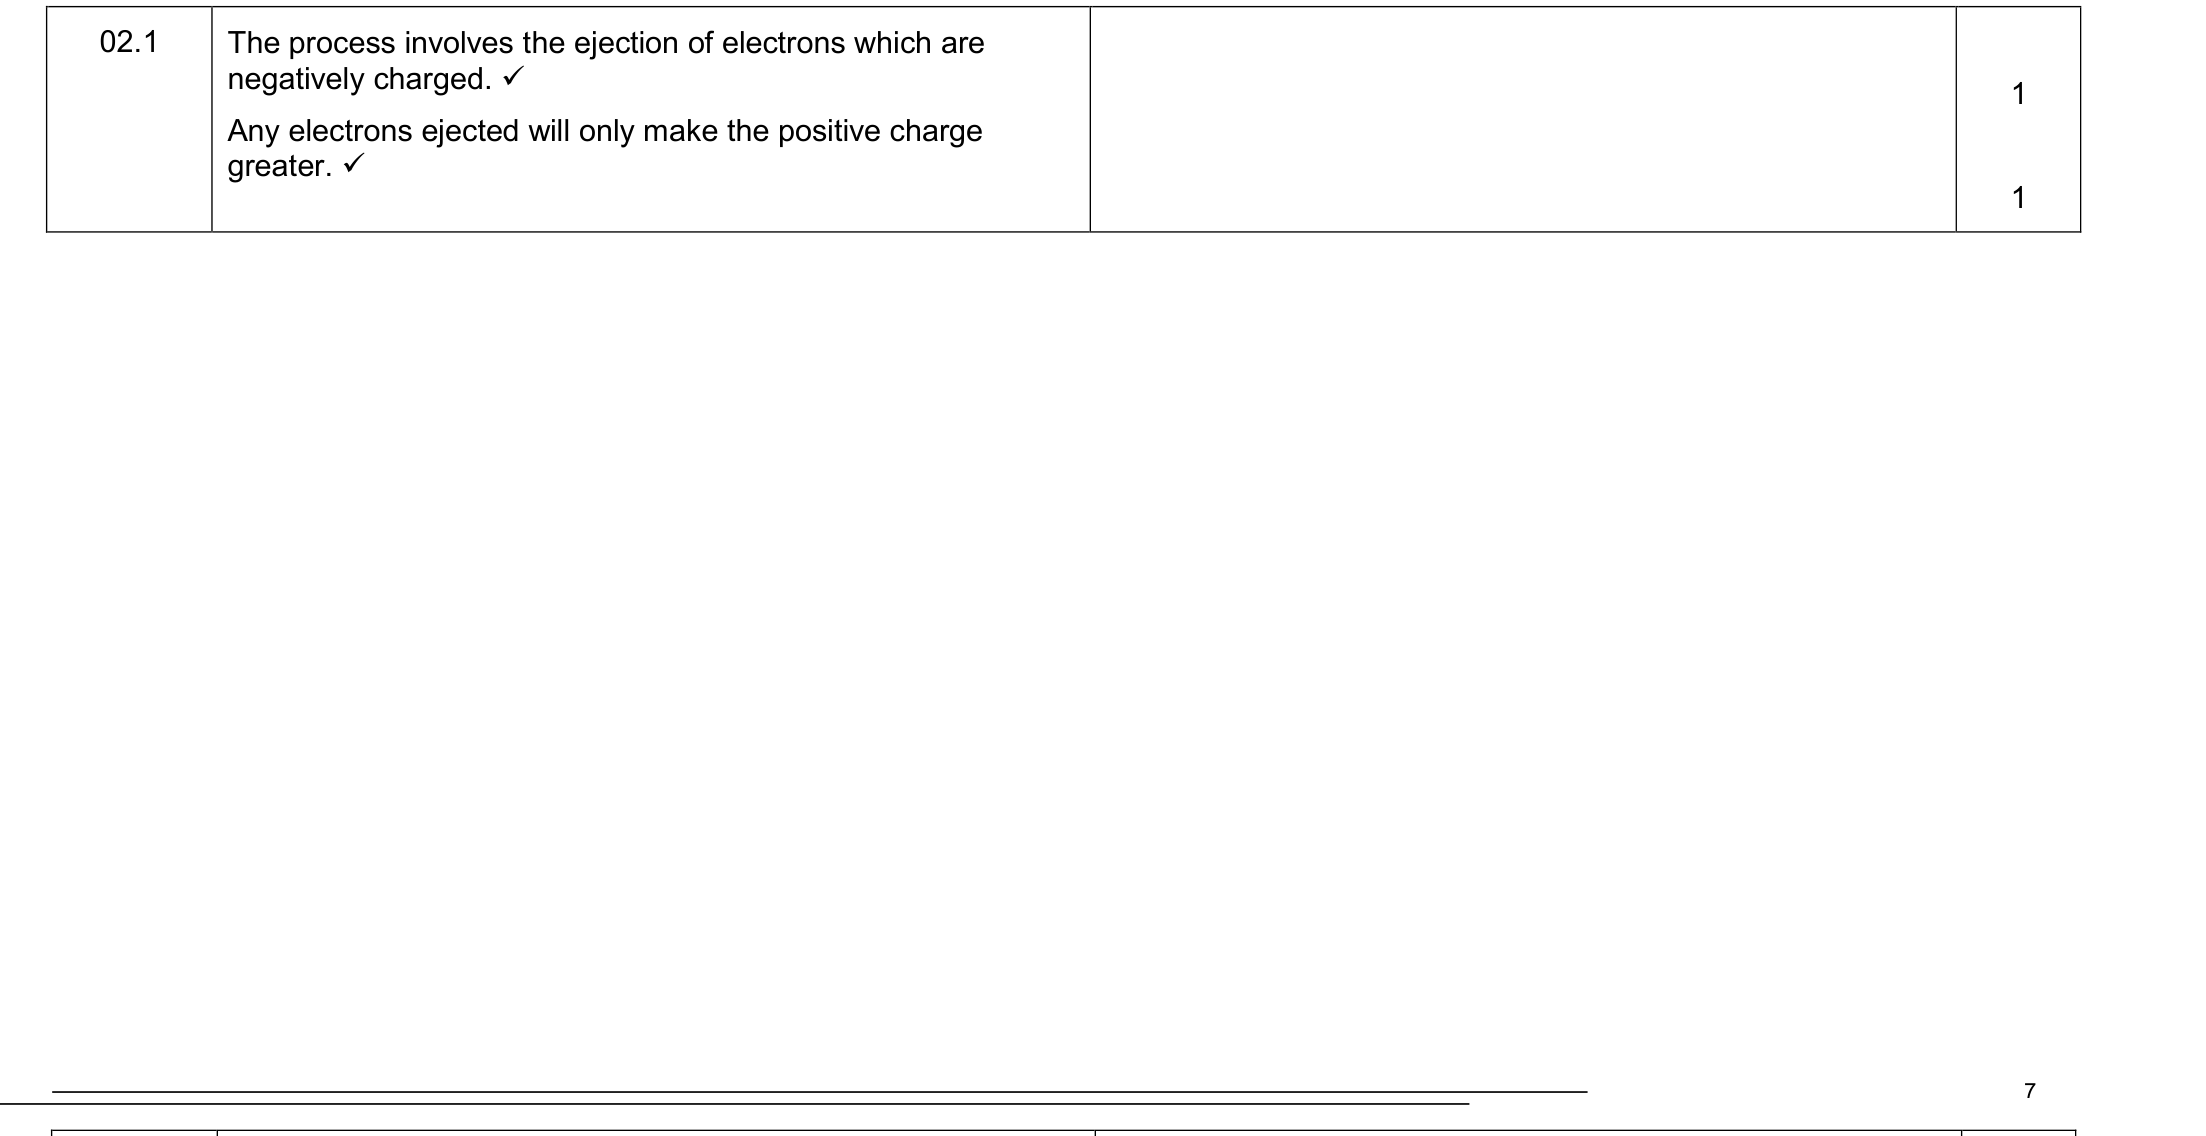 02.1
The process involves the ejection of electrons which are
negatively charged. ✓
1
Any electrons ejected will only make the positive charge
greater. ✓
1
7